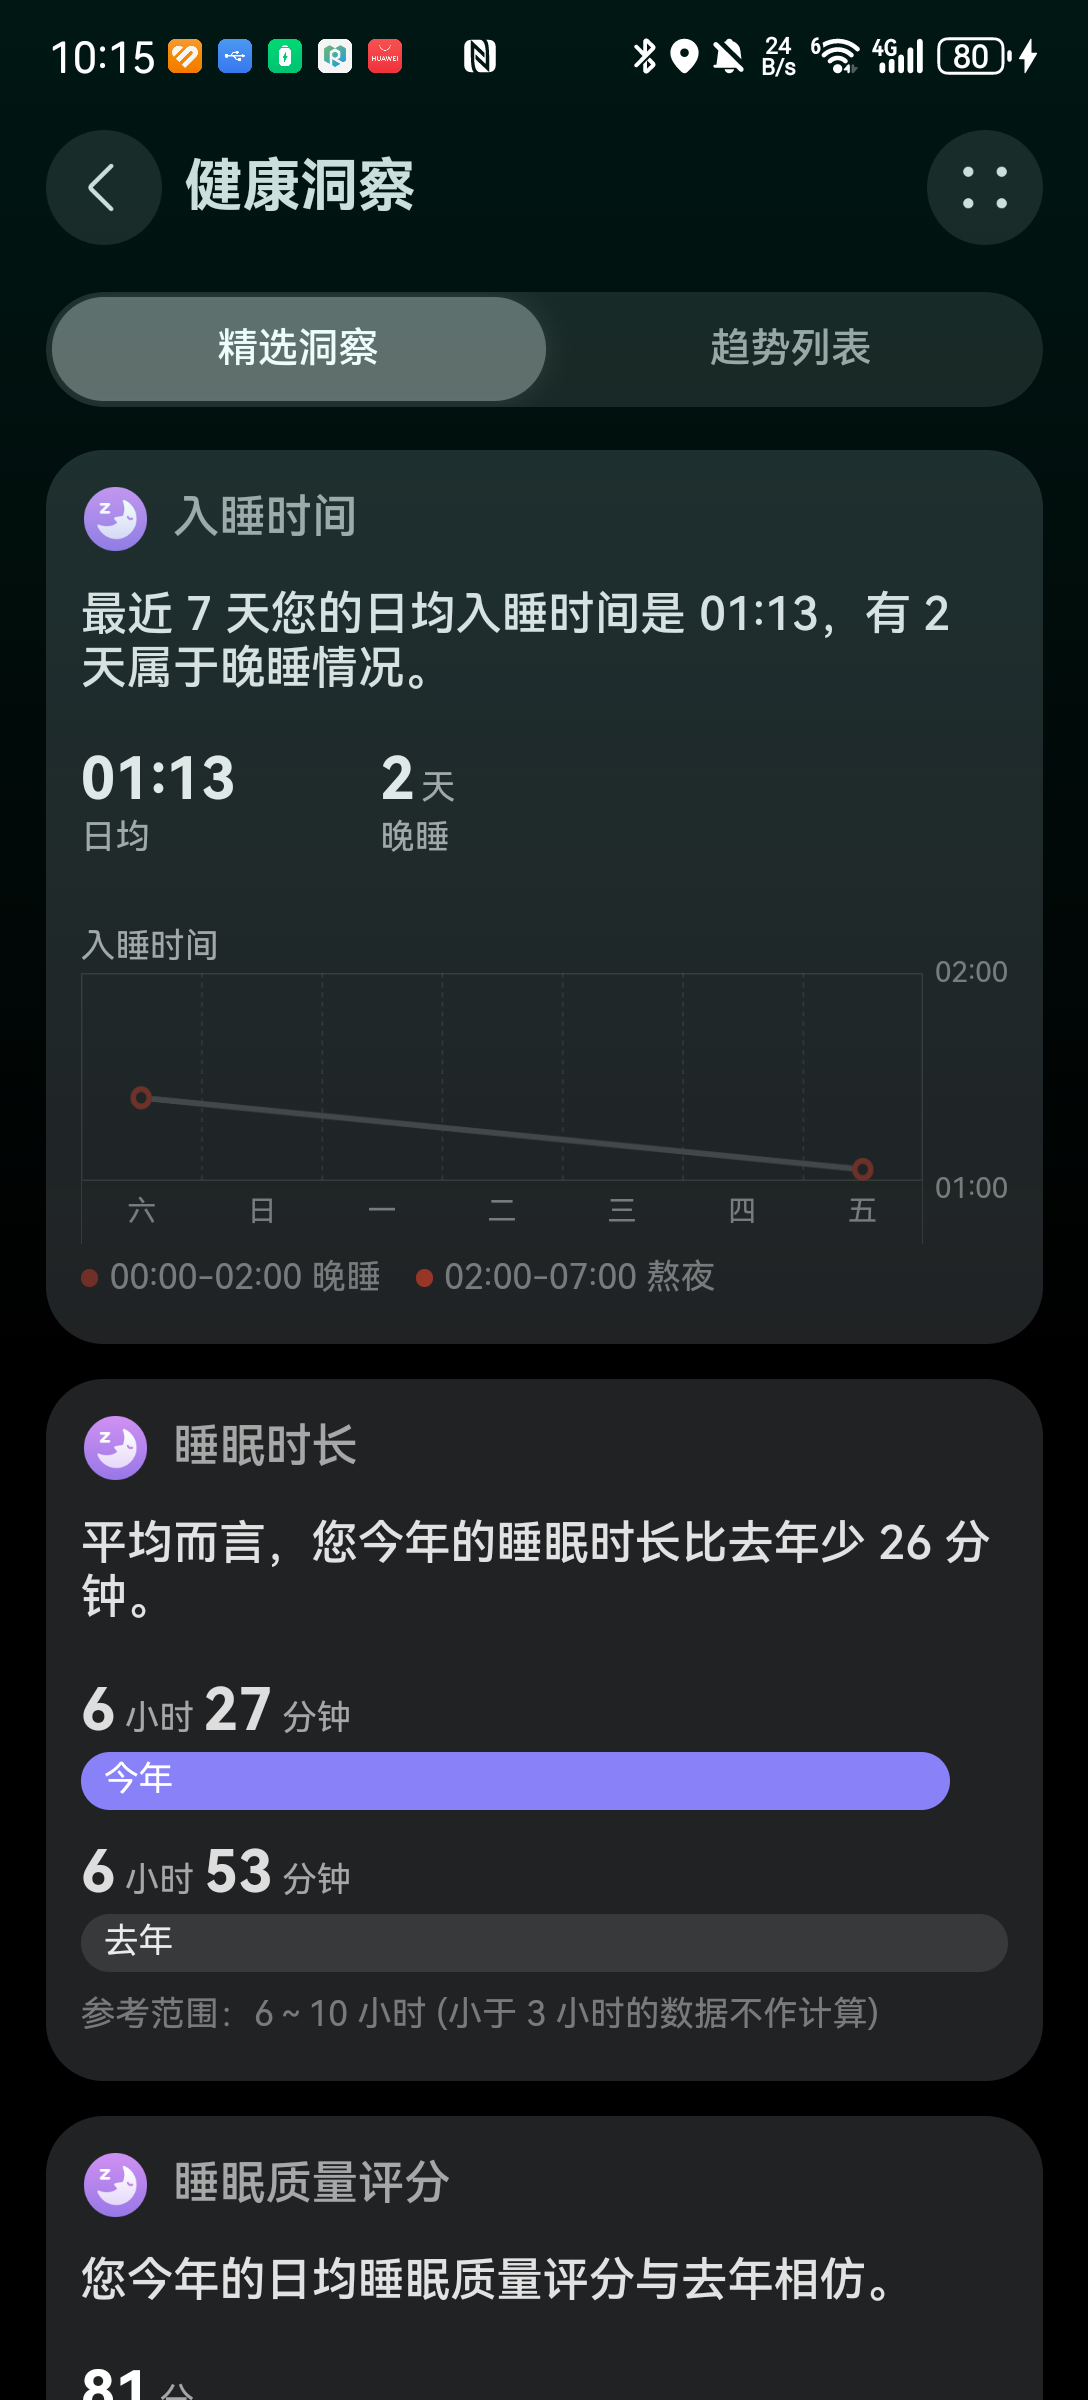 10:15
HUAWEI
24
B/s
6
4G
80
健康洞察
精选洞察
趋势列表
入睡时间
最近 7 天您的日均入睡时间是 01:13，有 2
天属于晚睡情况。
01:13
2 天
日均
晚睡
入睡时间
02:00
01:00
六 日 一 二 三 四 五
00:00-02:00 晚睡
02:00-07:00 熬夜
睡眠时长
平均而言，您今年的睡眠时长比去年少 26 分
钟。
6 小时 27 分钟
今年
6 小时 53 分钟
去年
参考范围：6 ~ 10 小时 (小于 3 小时的数据不作计算)
睡眠质量评分
您今年的日均睡眠质量评分与去年相仿。
81 分